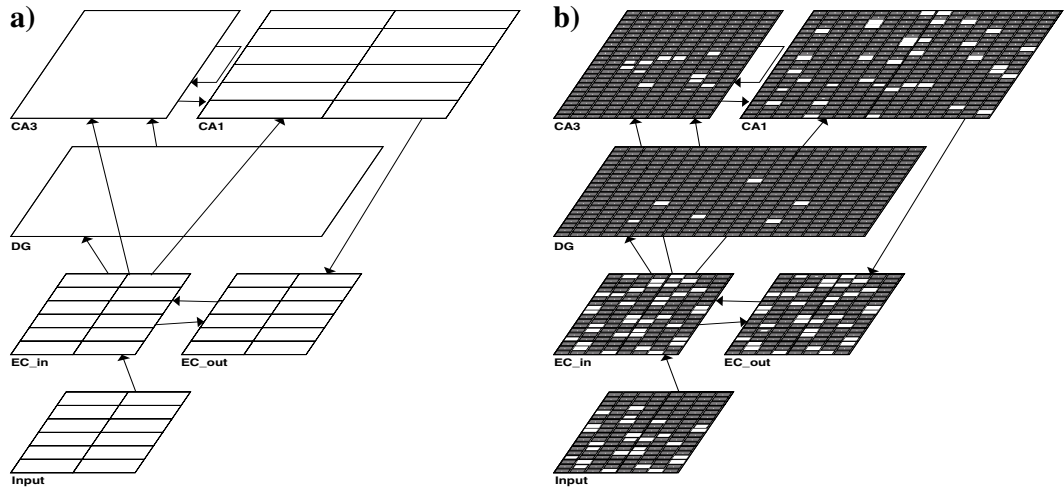 a)
CA3
CA1
DG
EC_in
EC_out
Input
b)
CA3
CA1
DG
EC_in
EC_out
Input